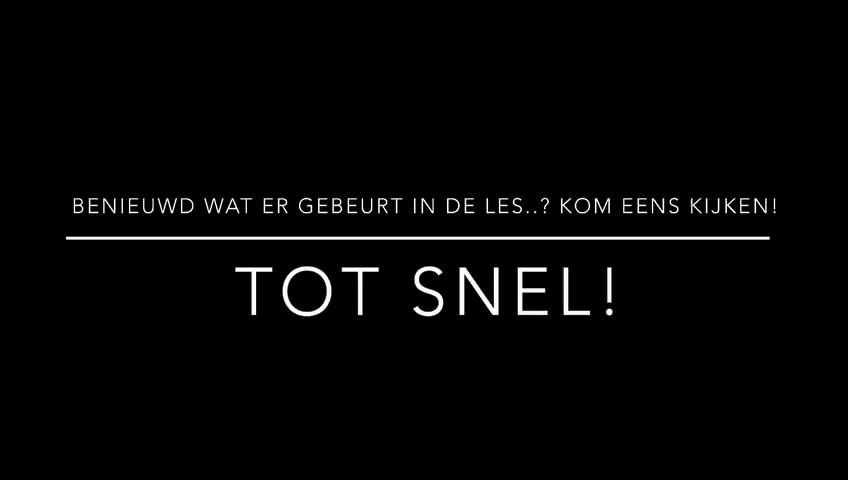 BENIEUWD WAT ER GEBEURT IN DE LES..? KOM EENS KIJKEN!
TOT SNEL!